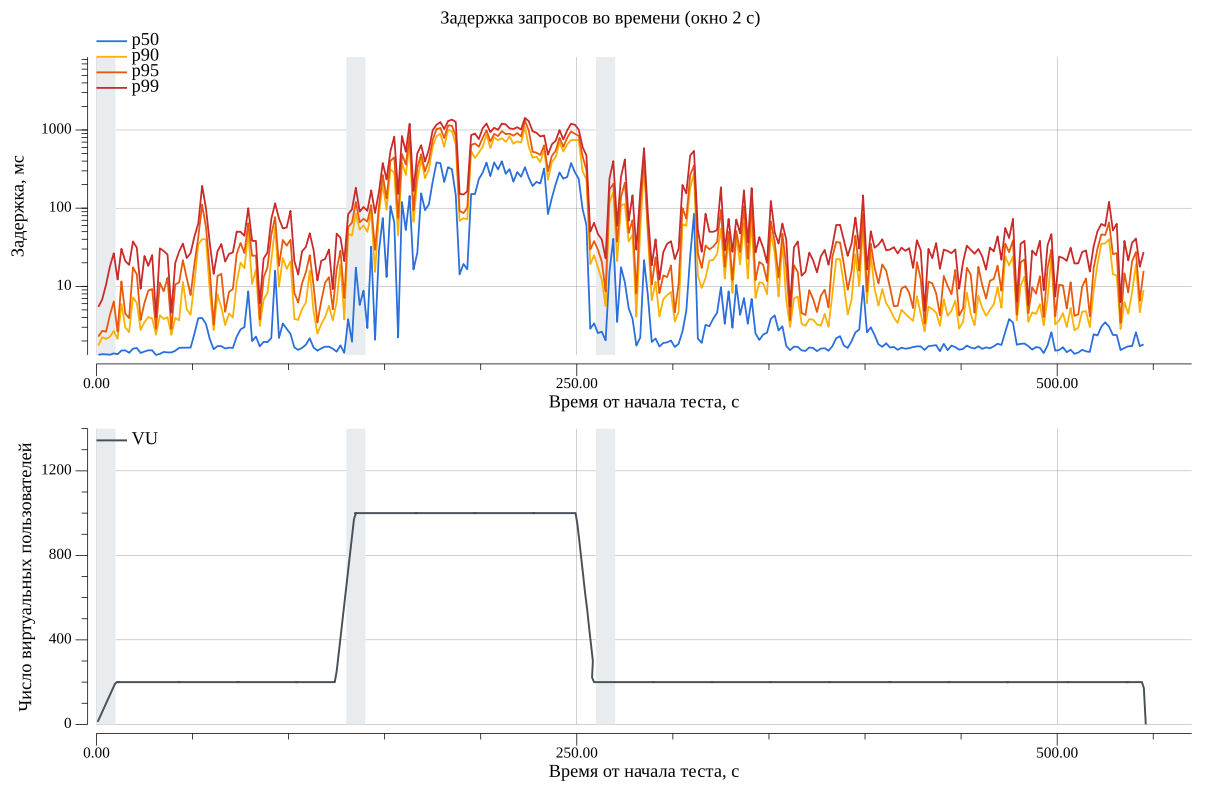 Задержка запросов во времени (окно 2 с)
p50
p90
p95
p99
1000
100
10
Задержка, мс
0.00
250.00
500.00
Время от начала теста, с
VU
1200
800
400
0
Число виртуальных пользователей
0.00
250.00
500.00
Время от начала теста, с